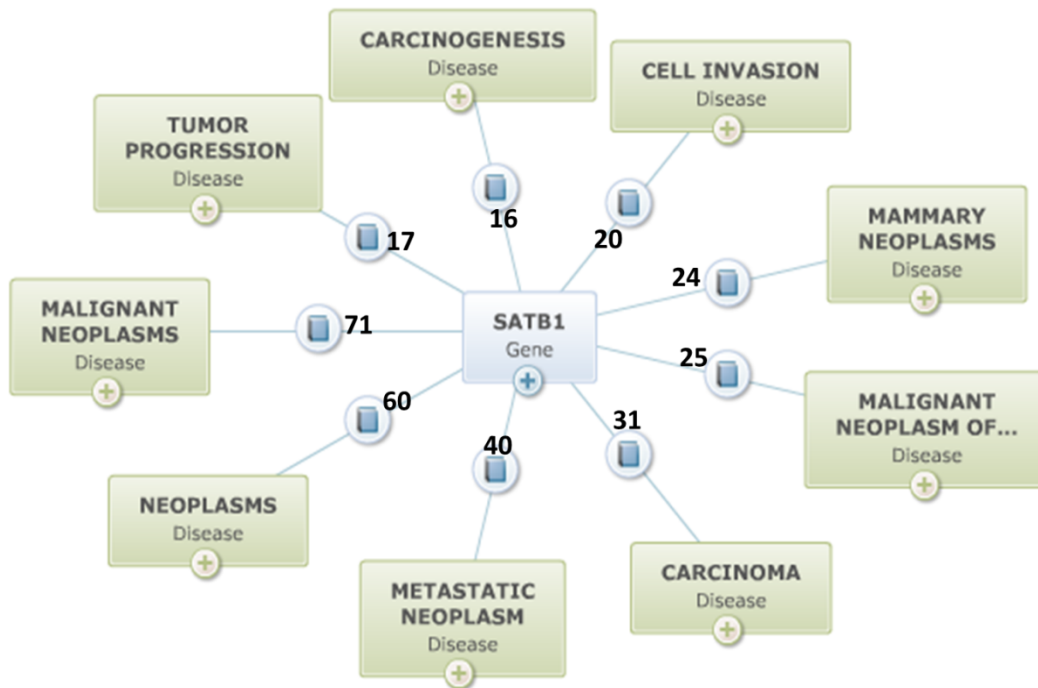 CARCINOGENESIS
Disease
CELL INVASION
Disease
TUMOR
PROGRESSION
Disease
16
20
17
MAMMARY
NEOPLASMS
Disease
24
MALIGNANT
NEOPLASMS
Disease
71
SATB1
Gene
25
MALIGNANT
NEOPLASM OF...
Disease
60
40
31
NEOPLASMS
Disease
METASTATIC
NEOPLASM
Disease
CARCINOMA
Disease